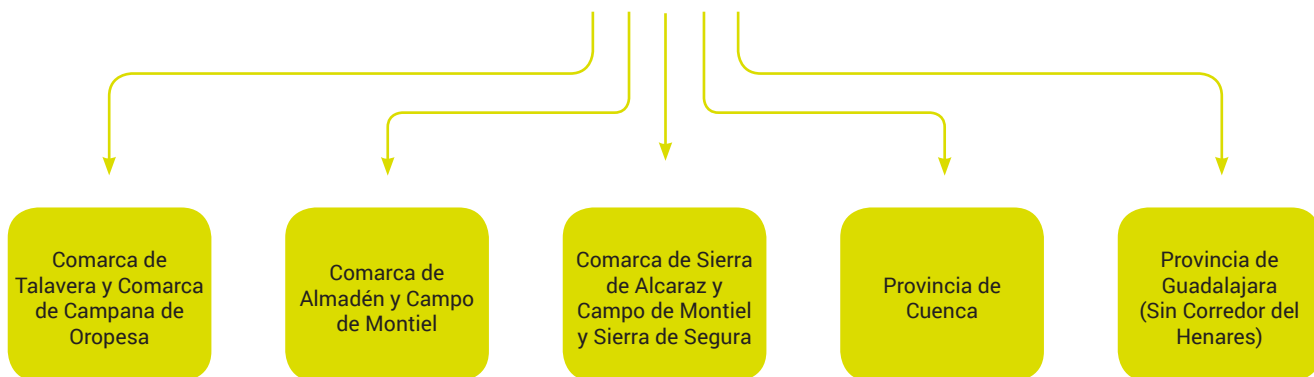 Comarca de
Talavera y Comarca
de Campana de
Oropesa
Comarca de
Almadén y Campo
de Montiel
Comarca de Sierra
de Alcaraz y
Campo de Montiel
y Sierra de Segura
Provincia de
Cuenca
Provincia de
Guadalajara
(Sin Corredor del
Henares)